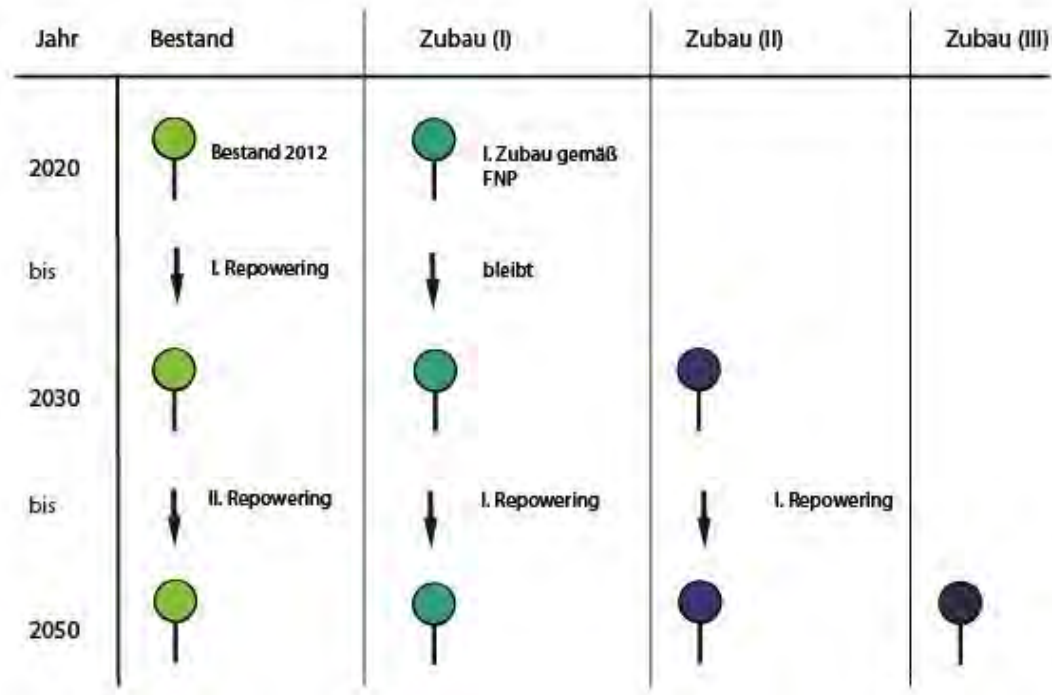 Jahr Bestand Zubau (I) Zubau (II) Zubau (III)
2020 Bestand 2012 I. Zubau gemäß
FNP
bis I. Repowering bleibt
2030
bis II. Repowering I. Repowering I. Repowering
2050